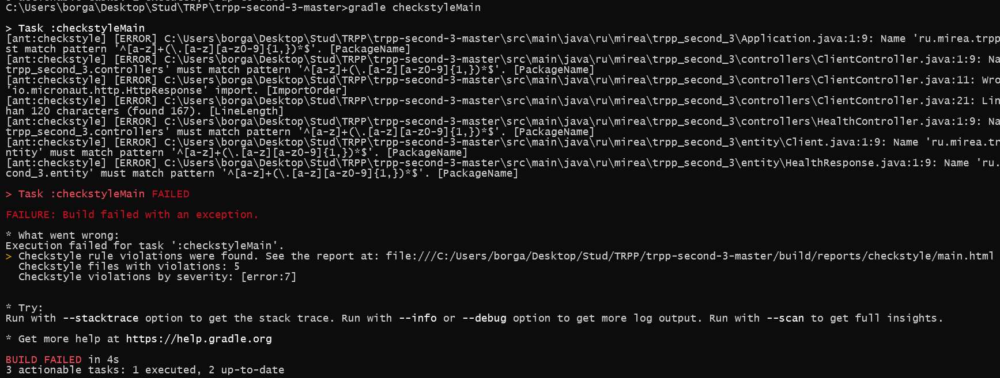 C:\Users\borga\Desktop\Stud\TRPP\trpp-second-3-master>gradle checkstyleMain
> Task :checkstyleMain
[ant:checkstyle] [ERROR] C:\Users\borga\Desktop\Stud\TRPP\trpp-second-3-master\src\main\java\ru\mirea\trpp_second_3\Application.java:1:9: Name 'ru.mirea.trpp
st match pattern '^[a-z]+(\.[a-z][a-z0-9]{1,})*$'. [PackageName]
[ant:checkstyle] [ERROR] C:\Users\borga\Desktop\Stud\TRPP\trpp-second-3-master\src\main\java\ru\mirea\trpp_second_3\controllers\ClientController.java:1:9: Na
trpp_second_3.controllers' must match pattern '^[a-z]+(\.[a-z][a-z0-9]{1,})*$'. [PackageName]
[ant:checkstyle] [ERROR] C:\Users\borga\Desktop\Stud\TRPP\trpp-second-3-master\src\main\java\ru\mirea\trpp_second_3\controllers\ClientController.java:11: Wro
'io.micronaut.http.HttpResponse' import. [ImportOrder]
[ant:checkstyle] [ERROR] C:\Users\borga\Desktop\Stud\TRPP\trpp-second-3-master\src\main\java\ru\mirea\trpp_second_3\controllers\ClientController.java:21: Lin
han 120 characters (found 167). [LineLength]
[ant:checkstyle] [ERROR] C:\Users\borga\Desktop\Stud\TRPP\trpp-second-3-master\src\main\java\ru\mirea\trpp_second_3\controllers\HealthController.java:1:9: Na
trpp_second_3.controllers' must match pattern '^[a-z]+(\.[a-z][a-z0-9]{1,})*$'. [PackageName]
[ant:checkstyle] [ERROR] C:\Users\borga\Desktop\Stud\TRPP\trpp-second-3-master\src\main\java\ru\mirea\trpp_second_3\entity\Client.java:1:9: Name 'ru.mirea.tr
ntity' must match pattern '^[a-z]+(\.[a-z][a-z0-9]{1,})*$'. [PackageName]
[ant:checkstyle] [ERROR] C:\Users\borga\Desktop\Stud\TRPP\trpp-second-3-master\src\main\java\ru\mirea\trpp_second_3\entity\HealthResponse.java:1:9: Name 'ru.
cond_3.entity' must match pattern '^[a-z]+(\.[a-z][a-z0-9]{1,})*$'. [PackageName]
> Task :checkstyleMain FAILED
FAILURE: Build failed with an exception.
* What went wrong:
Execution failed for task ':checkstyleMain'.
> Checkstyle rule violations were found. See the report at: file:///C:/Users/borga/Desktop/Stud/TRPP/trpp-second-3-master/build/reports/checkstyle/main.html
Checkstyle files with violations: 5
Checkstyle violations by severity: [error:7]
* Try:
Run with --stacktrace option to get the stack trace. Run with --info or --debug option to get more log output. Run with --scan to get full insights.
* Get more help at https://help.gradle.org
BUILD FAILED in 4s
3 actionable tasks: 1 executed, 2 up-to-date